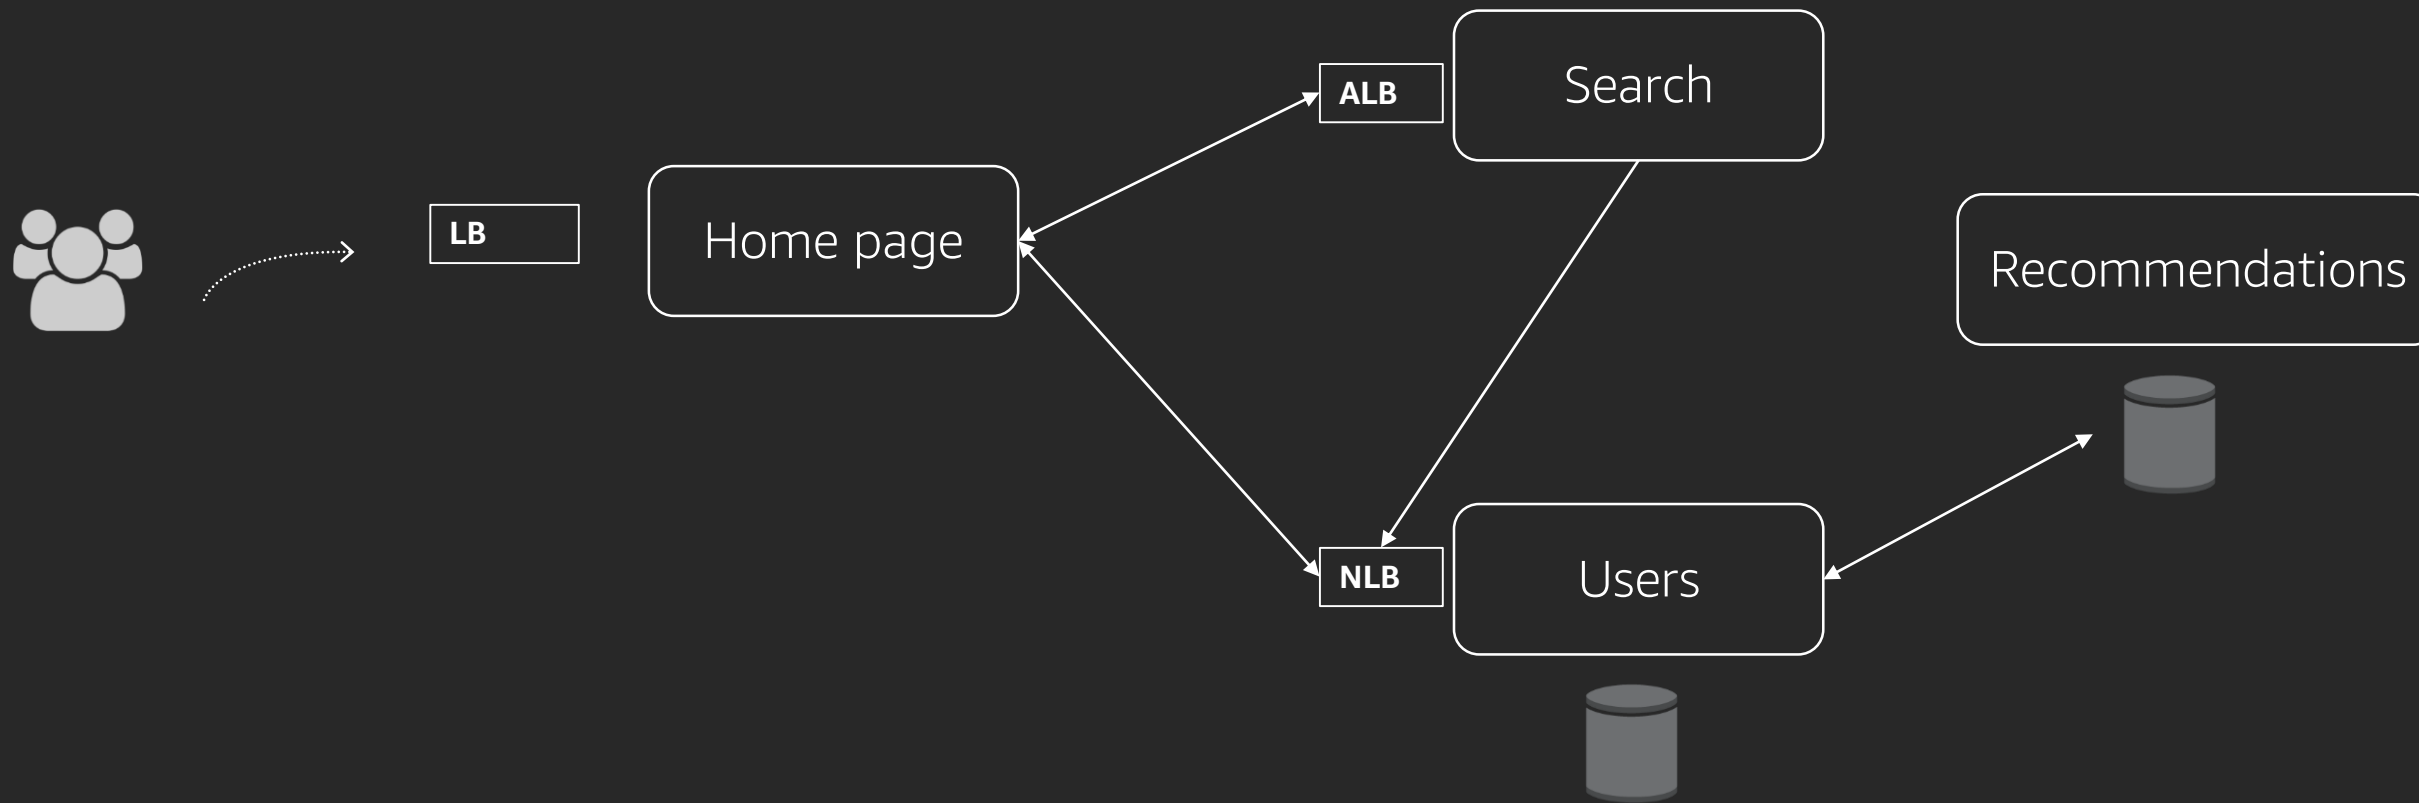 Search
ALB
LB
Home page
Recommendations
NLB
Users